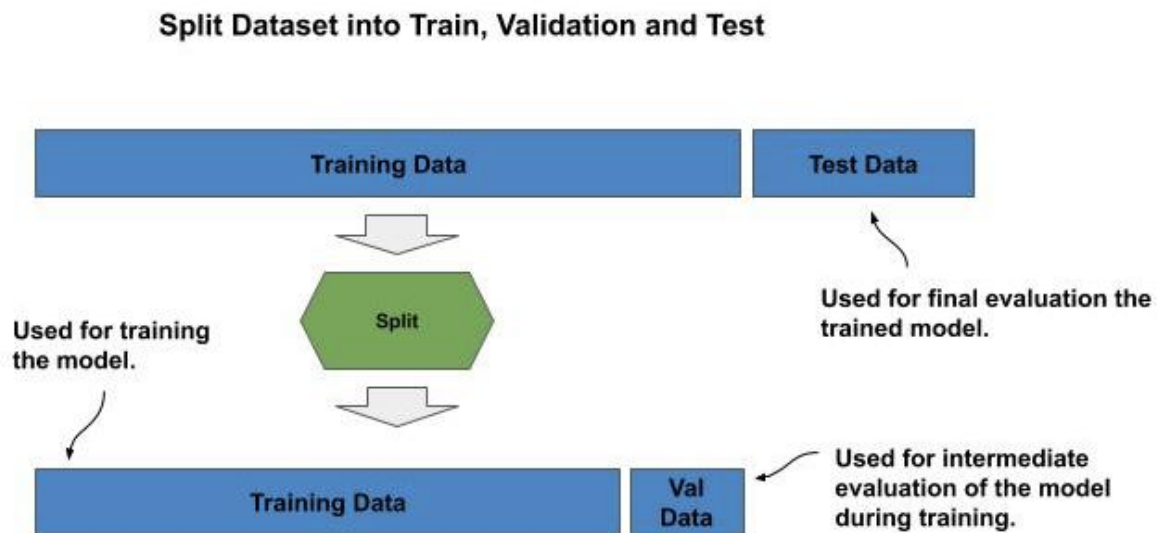 Split Dataset into Train, Validation and Test
Training Data
Test Data
Used for final evaluation the
trained model.
Split
Used for training
the model.
Training Data
Val
Data
Used for intermediate
evaluation of the model
during training.